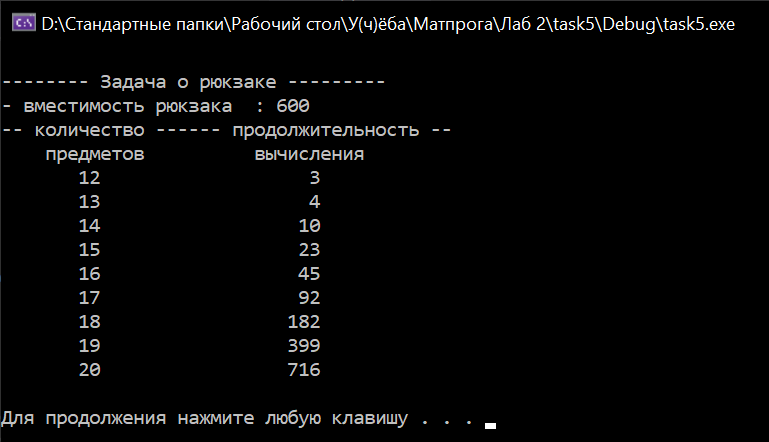 D:\Стандартные папки\Рабочий стол\У(ч)ёба\Матпрога\Лаб 2\task5\Debug\task5.exe
-------- Задача о рюкзаке ---------
- вместимость рюкзака  : 600
-- количество ------ продолжительность --
    предметов          вычисления
       12                   3
       13                   4
       14                  10
       15                  23
       16                  45
       17                  92
       18                 182
       19                 399
       20                 716
Для продолжения нажмите любую клавишу . . .